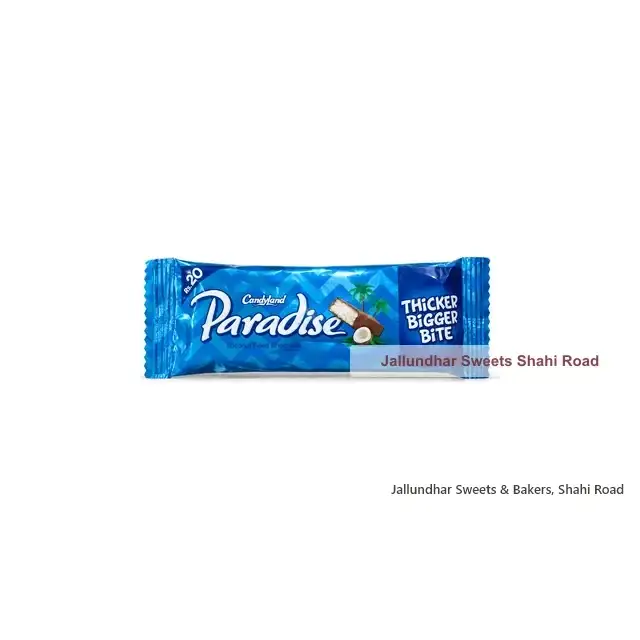 Rs.20
Candyland
Paradise
THICKER
BIGGER
BITE
Jallundhar Sweets Shahi Road
Jallundhar Sweets & Bakers, Shahi Road